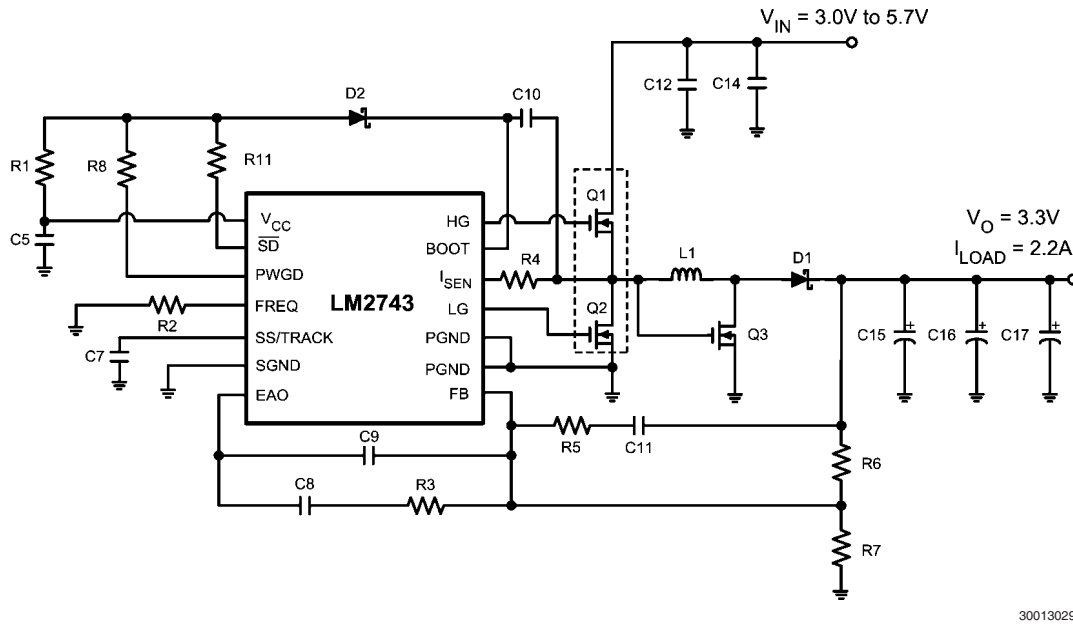 V_IN = 3.0V to 5.7V
D2
C10
C12
C14
R1
R8
R11
C5
V_CC
SD
PWGD
FREQ
SS/TRACK
SGND
EAO
LM2743
HG
BOOT
I_SEN
LG
PGND
PGND
FB
R2
C7
R4
Q1
Q2
L1
D1
Q3
V_O = 3.3V
I_LOAD = 2.2A
C15
C16
C17
C9
R5
C11
R6
C8
R3
R7
30013029